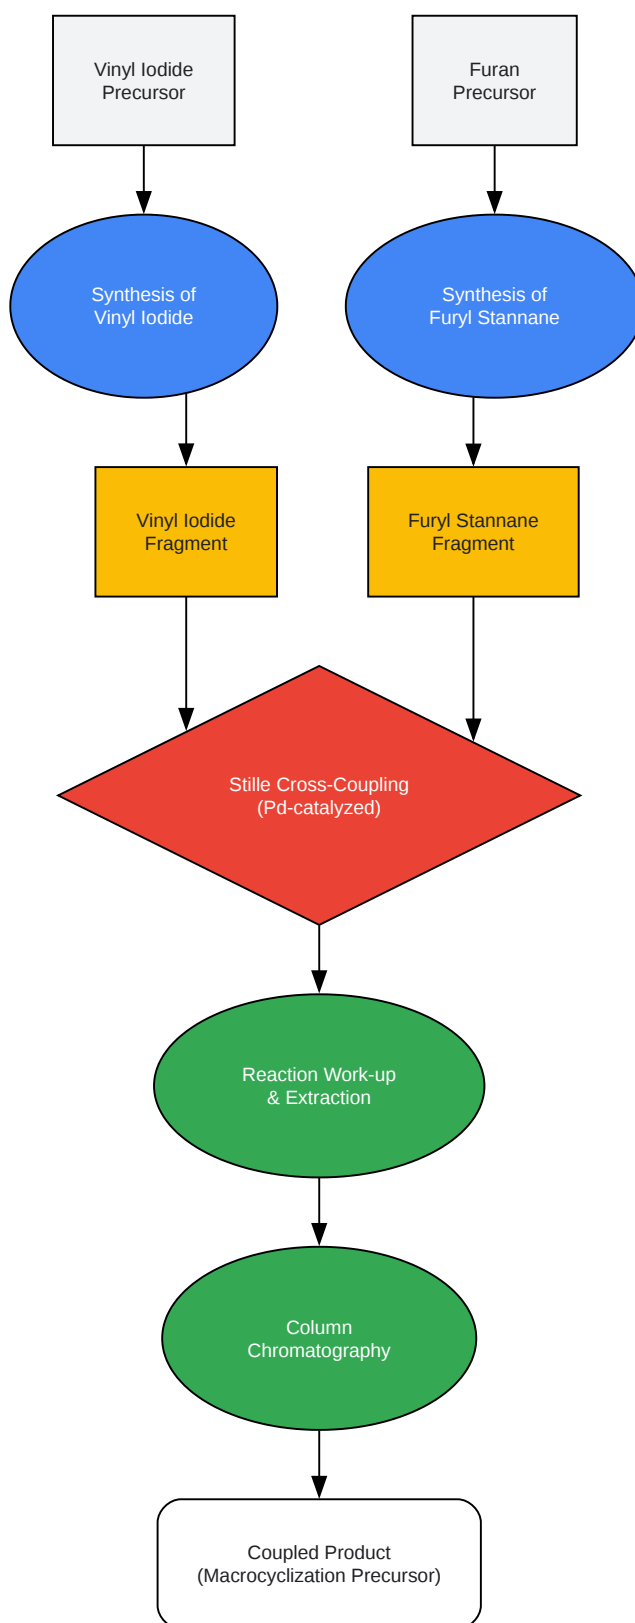 Vinyl Iodide
Precursor
Furan
Precursor
Synthesis of
Vinyl Iodide
Synthesis of
Furyl Stannane
Vinyl Iodide
Fragment
Furyl Stannane
Fragment
Stille Cross-Coupling
(Pd-catalyzed)
Reaction Work-up
& Extraction
Column
Chromatography
Coupled Product
(Macrocyclization Precursor)